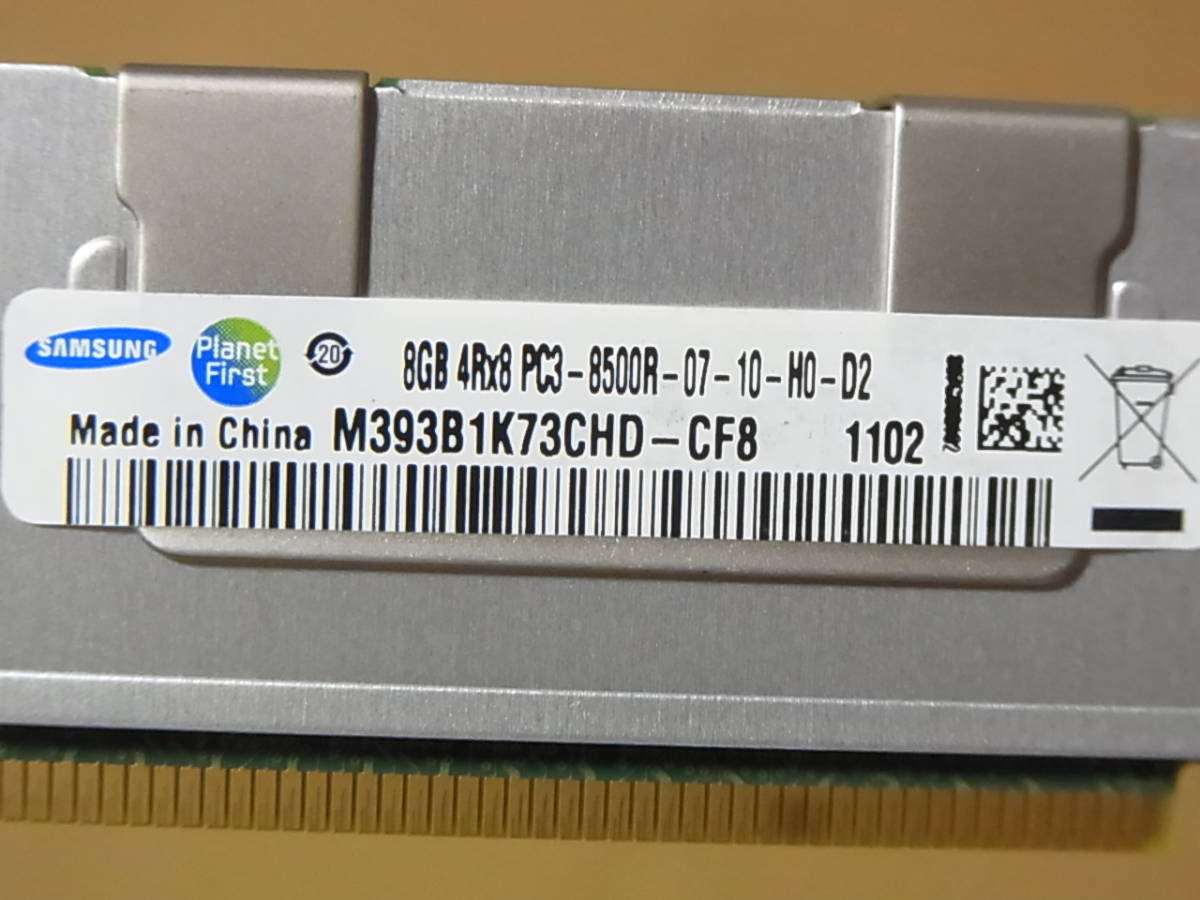 SAMSUNG
Planet First
20
8GB 4Rx8 PC3-8500R-07-10-H0-D2
Made in China M393B1K73CHD-CF8 1102